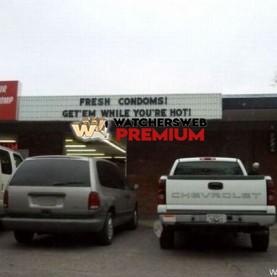 FRESH CONDOMS!
GET'EM WHILE YOU'RE HOT!
WATCHERSWEB
PREMIUM
CHEVROLET